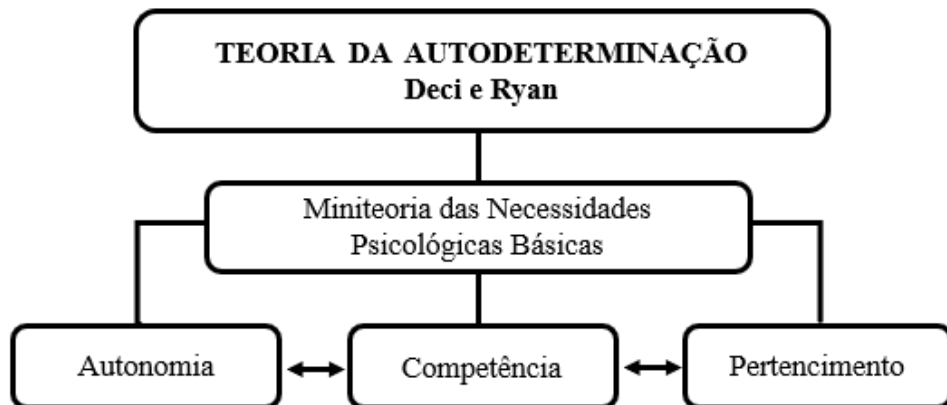 TEORIA DA AUTODETERMINAÇÃO
Deci e Ryan
Miniteoria das Necessidades
Psicológicas Básicas
Autonomia
Competência
Pertencimento